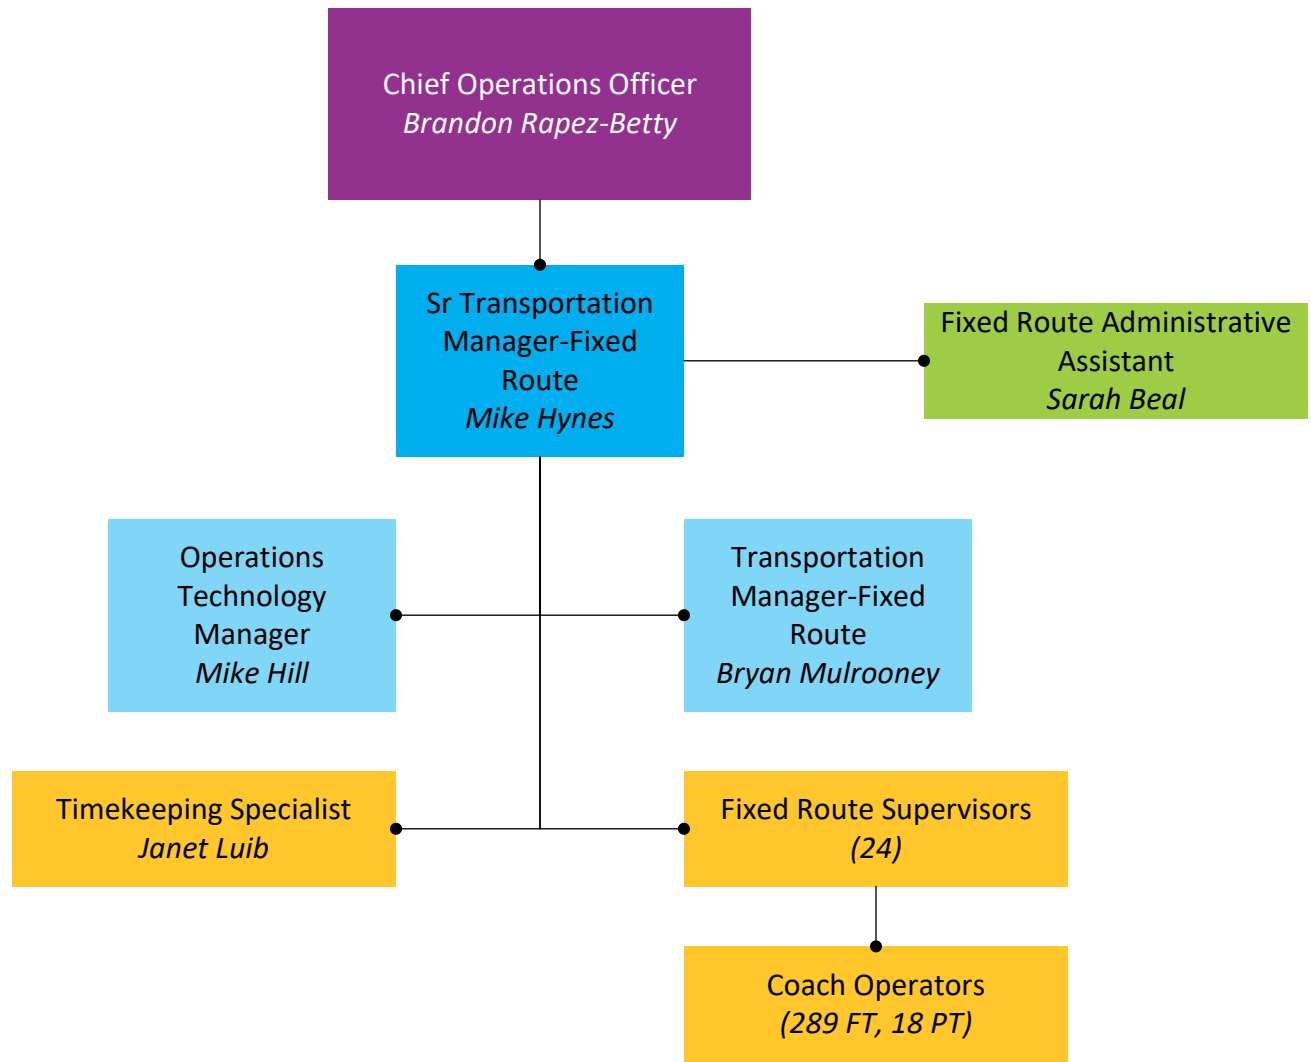 Chief Operations Officer
Brandon Rapez-Betty
Sr Transportation
Manager-Fixed
Route
Mike Hynes
Fixed Route Administrative
Assistant
Sarah Beal
Operations
Technology
Manager
Mike Hill
Transportation
Manager-Fixed
Route
Bryan Mulrooney
Timekeeping Specialist
Janet Luib
Fixed Route Supervisors
(24)
Coach Operators
(289 FT, 18 PT)